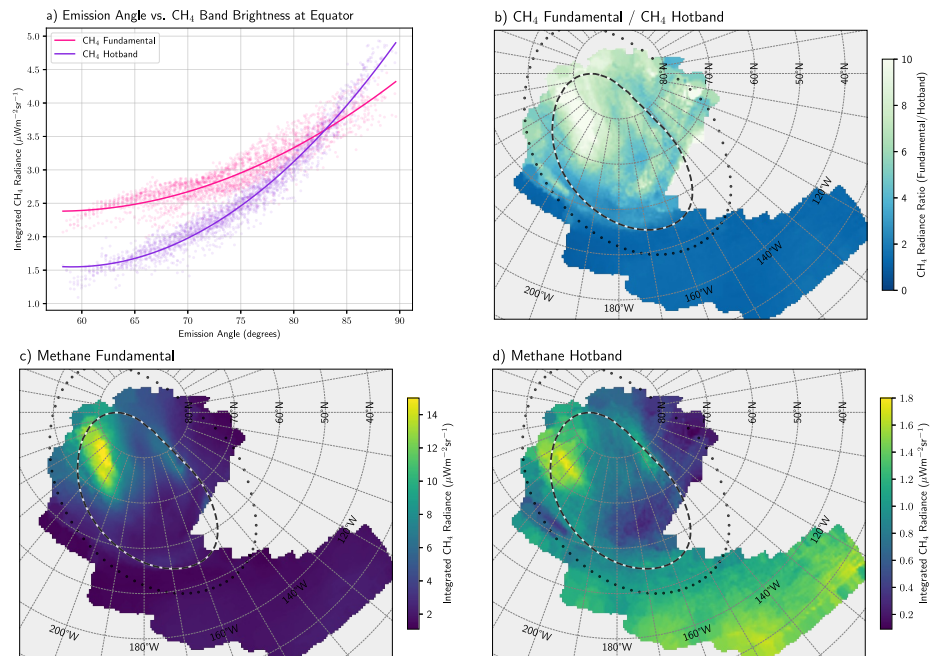 a) Emission Angle vs. CH₄ Band Brightness at Equator
CH₄ Fundamental
CH₄ Hotband
5.0
4.5
4.0
3.5
3.0
2.5
2.0
1.5
1.0
Integrated CH₄ Radiance (μWm⁻²sr⁻¹)
60
65
70
75
80
85
90
Emission Angle (degrees)
b) CH₄ Fundamental / CH₄ Hotband
80°N
70°N
60°N
50°N
40°N
120°W
140°W
160°W
180°W
200°W
10
8
6
4
2
0
CH₄ Radiance Ratio (Fundamental/Hotband)
c) Methane Fundamental
80°N
70°N
60°N
50°N
40°N
120°W
140°W
160°W
180°W
200°W
14
12
10
8
6
4
2
Integrated CH₄ Radiance (μWm⁻²sr⁻¹)
d) Methane Hotband
80°N
70°N
60°N
50°N
40°N
120°W
140°W
160°W
180°W
200°W
1.8
1.6
1.4
1.2
1.0
0.8
0.6
0.4
0.2
Integrated CH₄ Radiance (μWm⁻²sr⁻¹)